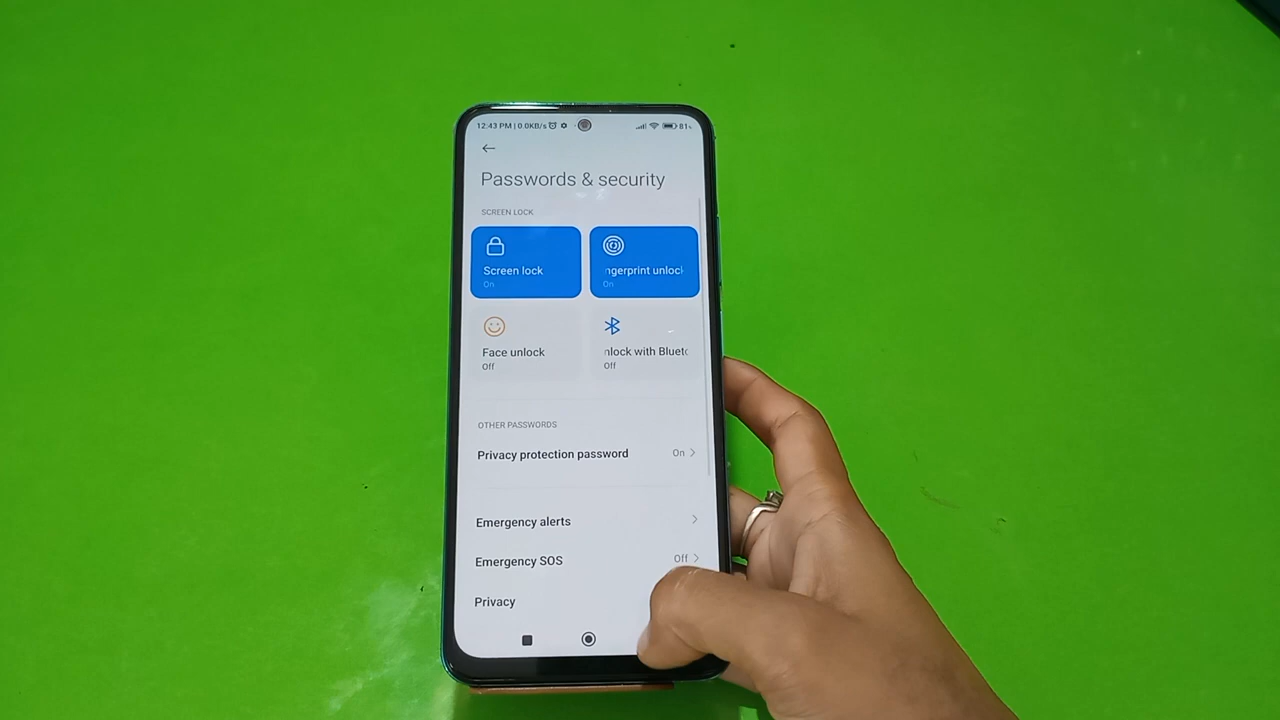 12:43 PM | 0.0KB/s
81
Passwords & security
SCREEN LOCK
Screen lock
On
ngerprint unlock
On
Face unlock
Off
nlock with Blueto
Off
OTHER PASSWORDS
Privacy protection password
On
Emergency alerts
Emergency SOS
Off
Privacy